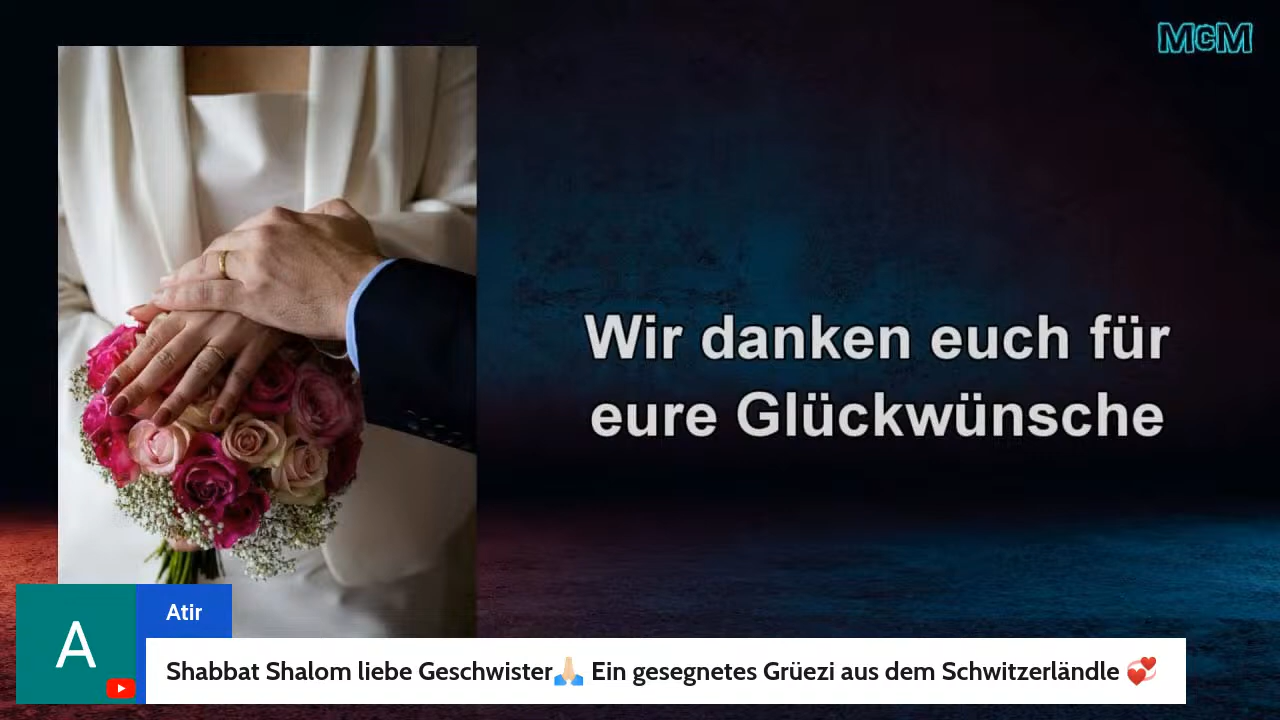 McM
Wir danken euch für
eure Glückwünsche
Atir
A
Shabbat Shalom liebe Geschwister🙏🏻 Ein gesegnetes Grüezi aus dem Schwitzerländle 💞